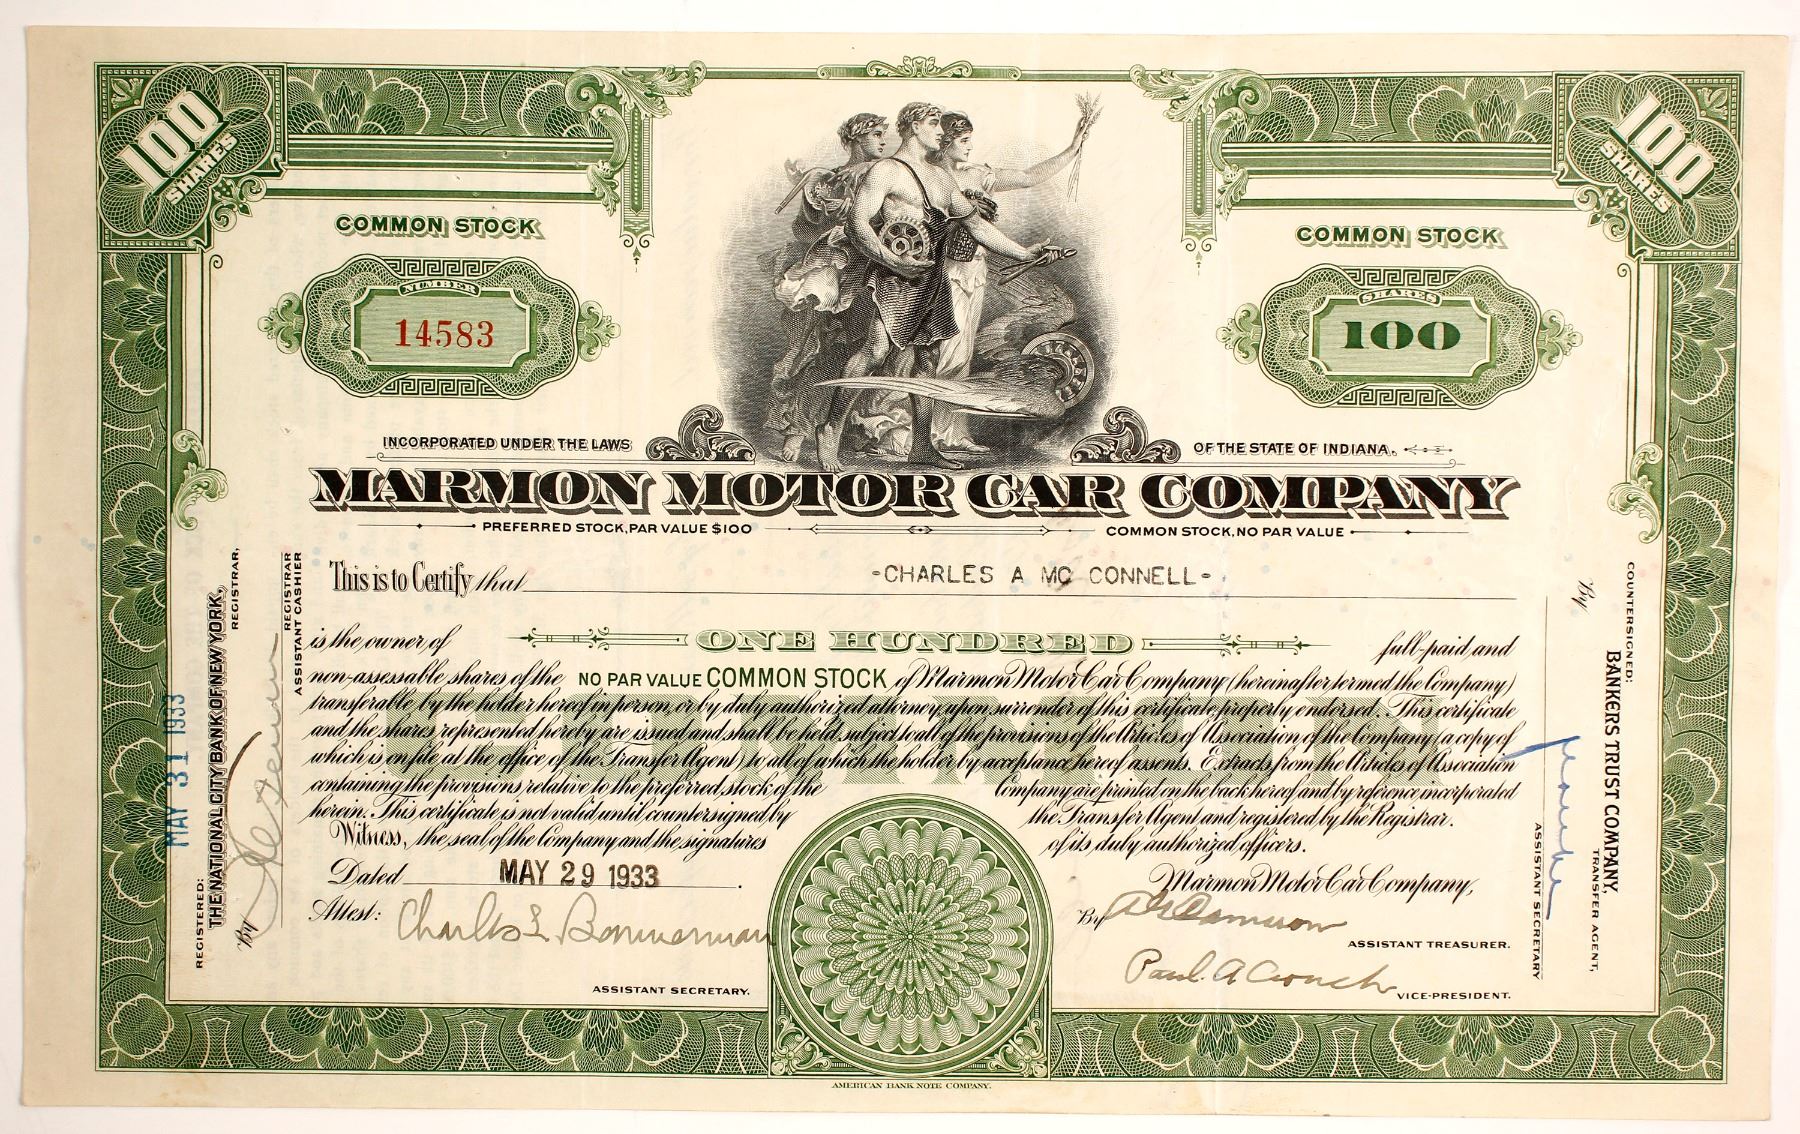 100 SHARES
100 SHARES
COMMON STOCK
COMMON STOCK
NUMBER
14583
SHARES
100
INCORPORATED UNDER THE LAWS OF THE STATE OF INDIANA.
MARMON MOTOR CAR COMPANY
PREFERRED STOCK, PAR VALUE $100 COMMON STOCK, NO PAR VALUE
This is to Certify that -CHARLES A MC CONNELL-
is the owner of ONE HUNDRED full-paid and
non-assessable shares of the NO PAR VALUE COMMON STOCK of Marmon Motor Car Company (hereinafter termed the Company)
transferable by the holder hereof in person, or by duly authorized attorney, upon surrender of this certificate properly endorsed. This certificate
and the shares represented hereby are issued and shall be held subject to all of the provisions of the Articles of Association of the Company (a copy of
which is on file at the office of the Transfer Agent) to all of which the holder by acceptance hereof assents. Extracts from the Articles of Association
containing the provisions relative to the preferred stock of the Company are printed on the back hereof and by reference incorporated
herein. This certificate is not valid until countersigned by the Transfer Agent and registered by the Registrar.
Witness, the seal of the Company and the signatures of its duly authorized officers.
Dated MAY 29 1933.
Marmon Motor Car Company,
Attest: Charles E Bannerman
ASSISTANT SECRETARY.
By Dameron
ASSISTANT TREASURER.
Paul A Crouch
VICE-PRESIDENT.
AMERICAN BANK NOTE COMPANY.
MAY 31 1933
REGISTERED:
THE NATIONAL CITY BANK OF NEW YORK,
REGISTRAR,
By
REGISTRAR
ASSISTANT CASHIER
COUNTERSIGNED:
BANKERS TRUST COMPANY,
TRANSFER AGENT,
By
ASSISTANT SECRETARY